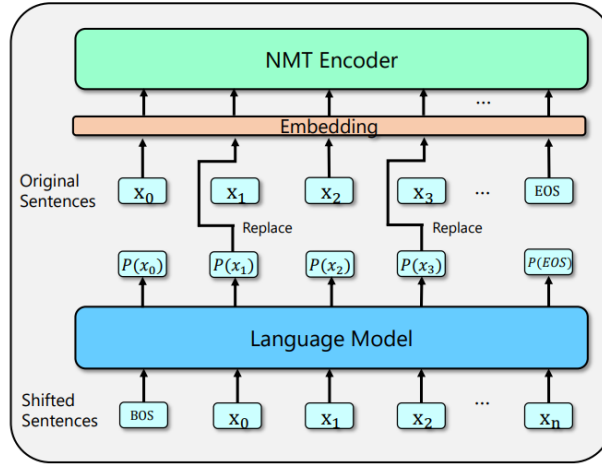 NMT Encoder
...
Embedding
Original Sentences
x₀ x₁ x₂ x₃ ... EOS
Replace Replace
P(x₀) P(x₁) P(x₂) P(x₃) P(EOS)
Language Model
Shifted Sentences
BOS x₀ x₁ x₂ ... xₙ